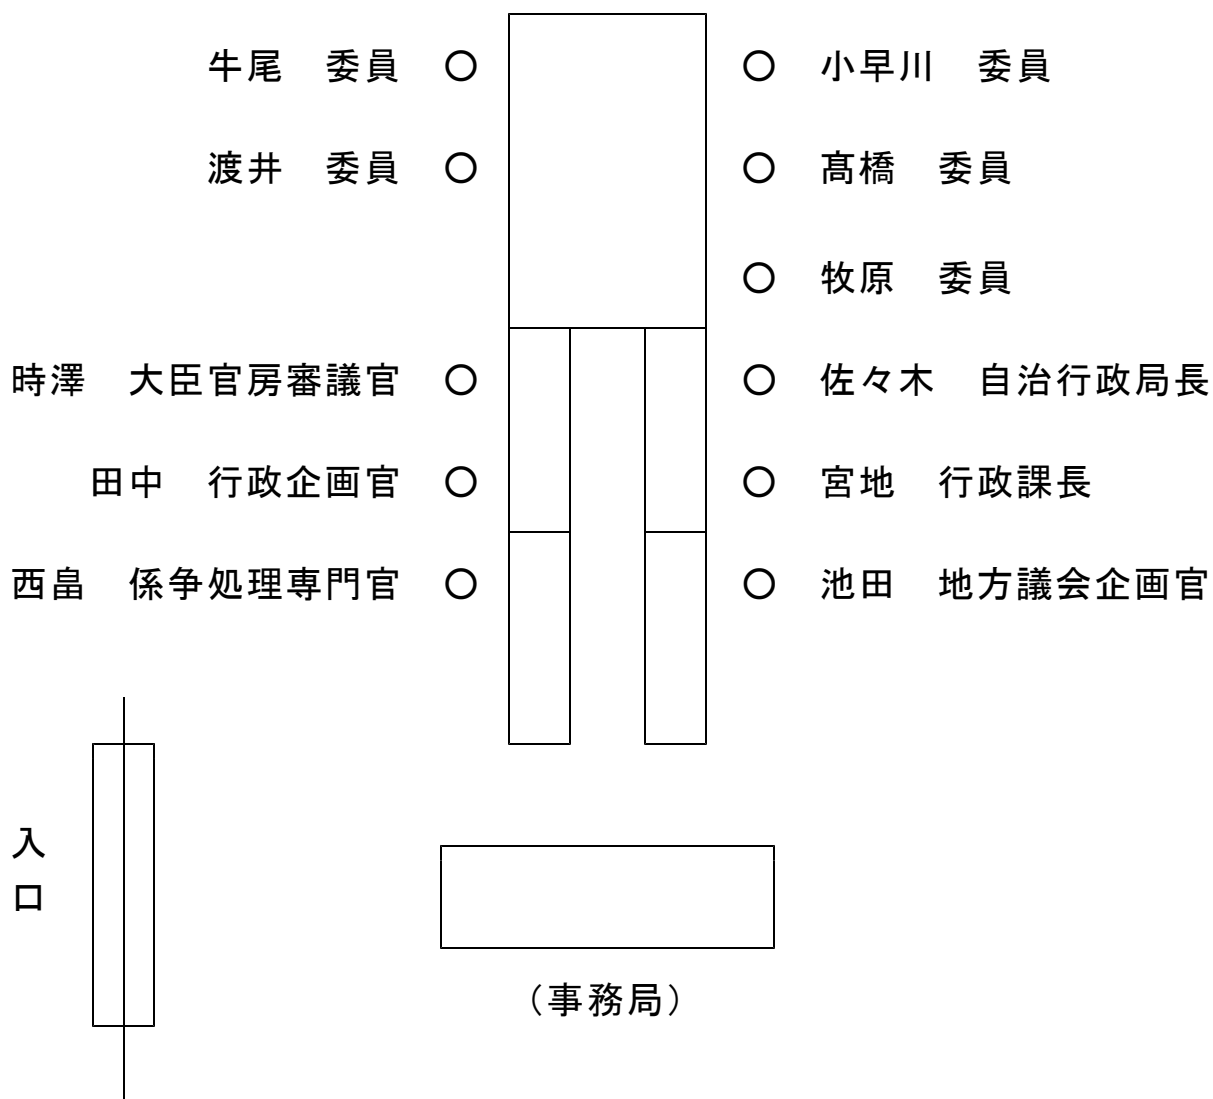 牛尾　委員　○　○　小早川　委員
渡井　委員　○　○　髙橋　委員
○　牧原　委員
時澤　大臣官房審議官　○　○　佐々木　自治行政局長
田中　行政企画官　○　○　宮地　行政課長
西畠　係争処理専門官　○　○　池田　地方議会企画官
入口
（事務局）